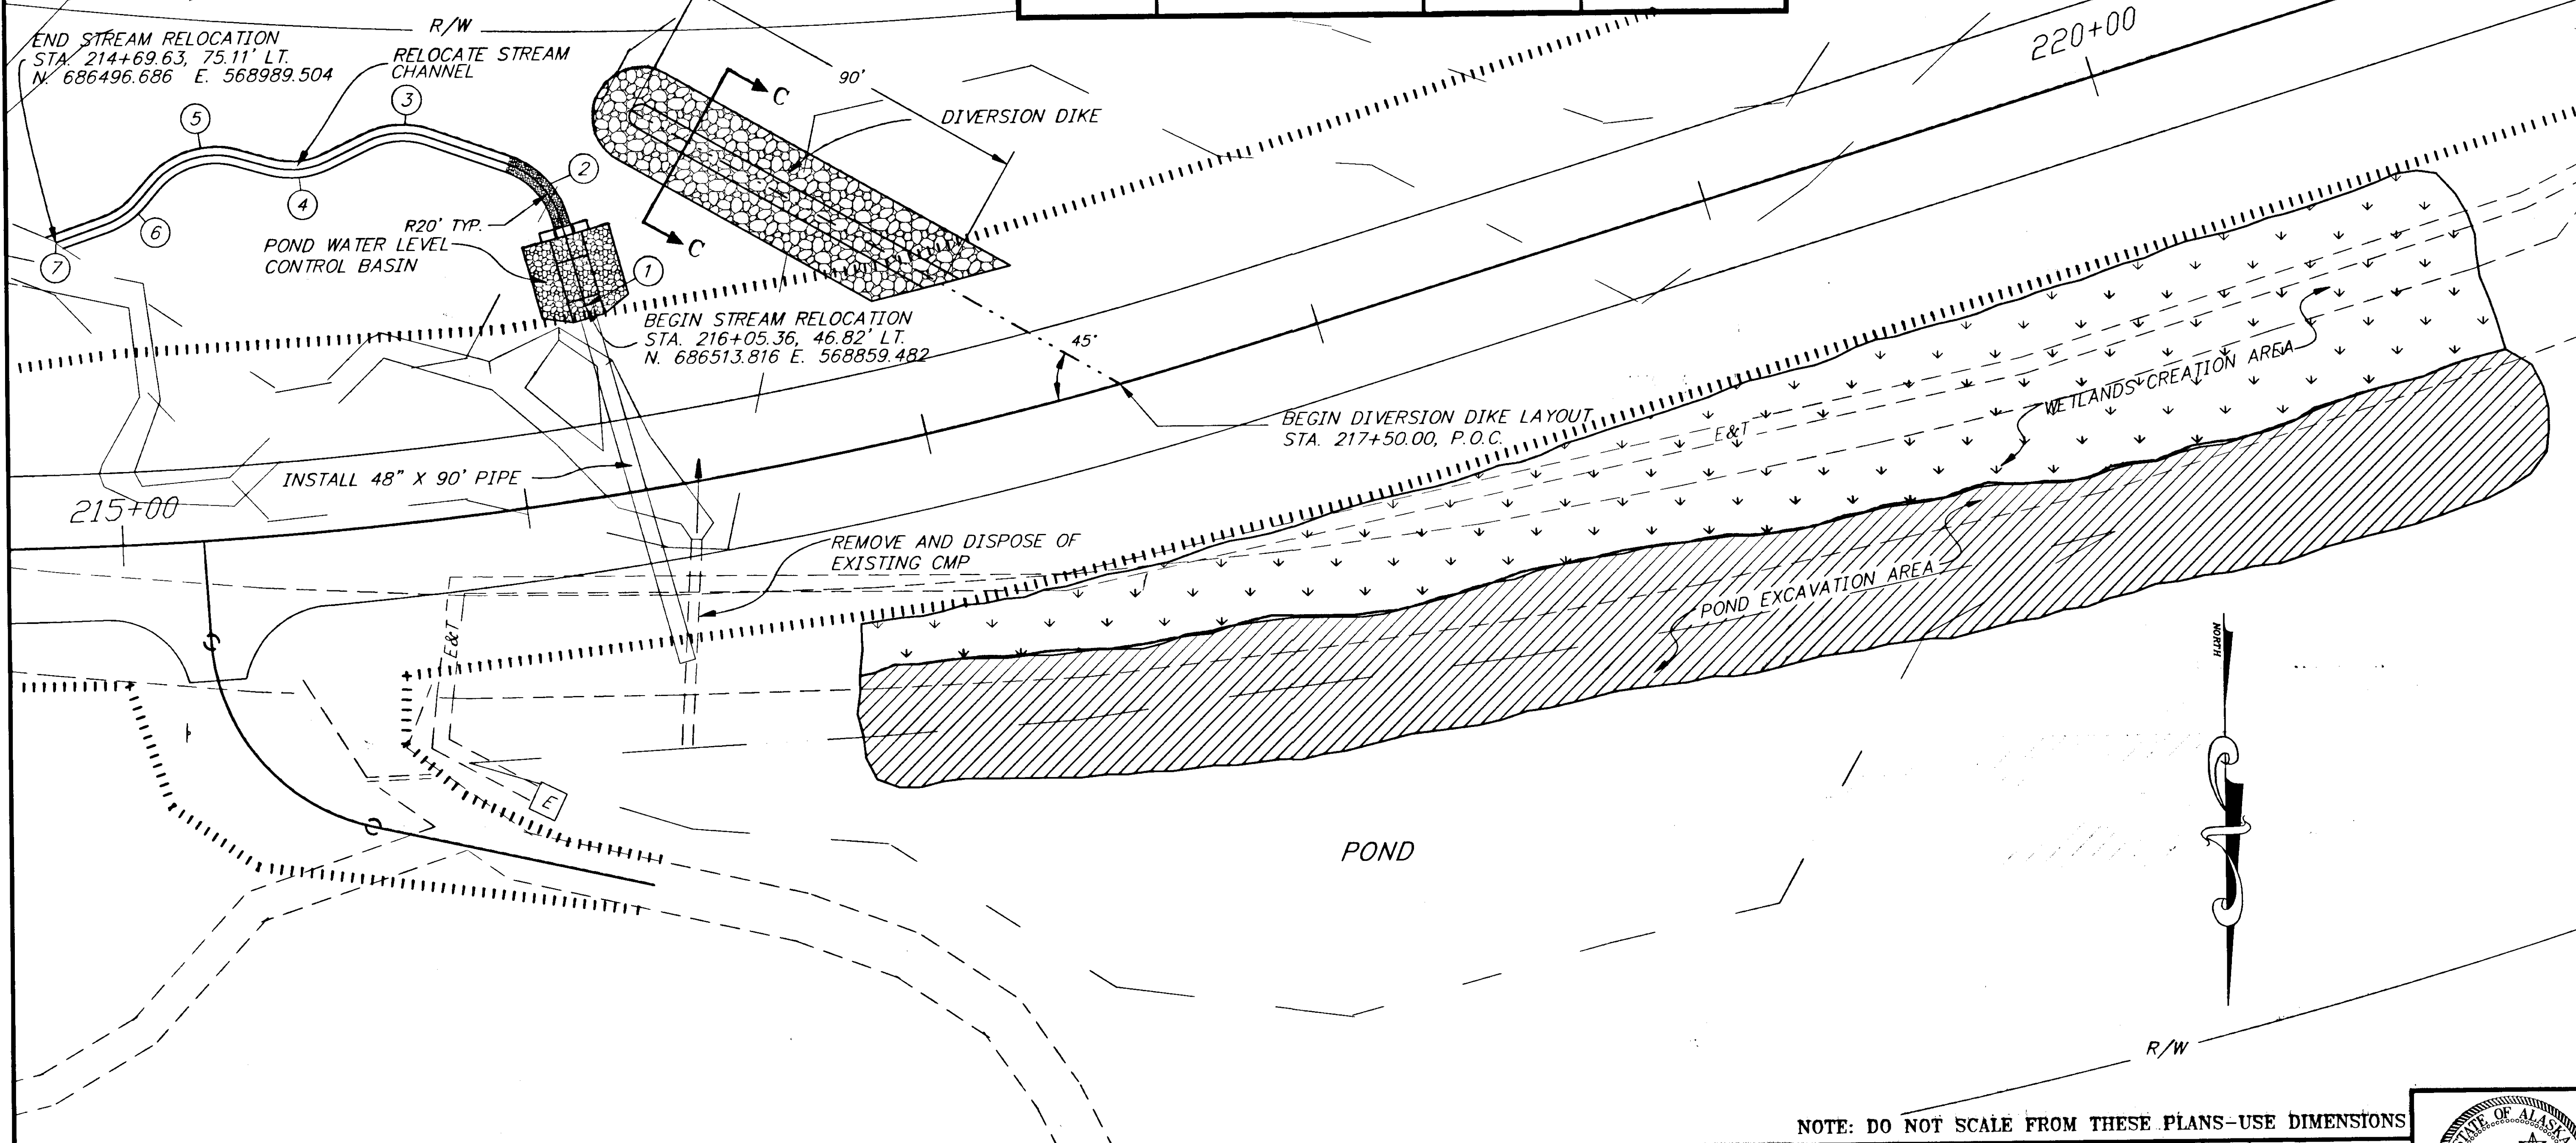 R/W
END STREAM RELOCATION
STA. 214+69.63, 75.11' LT.
N. 686496.686 E. 568989.504
RELOCATE STREAM
CHANNEL
220+00
90'
C
DIVERSION DIKE
3
5
2
4
R20' TYP.
6
POND WATER LEVEL
CONTROL BASIN
C
7
1
BEGIN STREAM RELOCATION
STA. 216+05.36, 46.82' LT.
N. 686513.816 E. 568859.482
45°
WETLANDS CREATION AREA
BEGIN DIVERSION DIKE LAYOUT
STA. 217+50.00, P.O.C.
E&T
INSTALL 48" X 90' PIPE
215+00
REMOVE AND DISPOSE OF
EXISTING CMP
POND EXCAVATION AREA
E&T
NORTH
E
POND
R/W
NOTE: DO NOT SCALE FROM THESE PLANS-USE DIMENSIONS
STATE OF ALASK